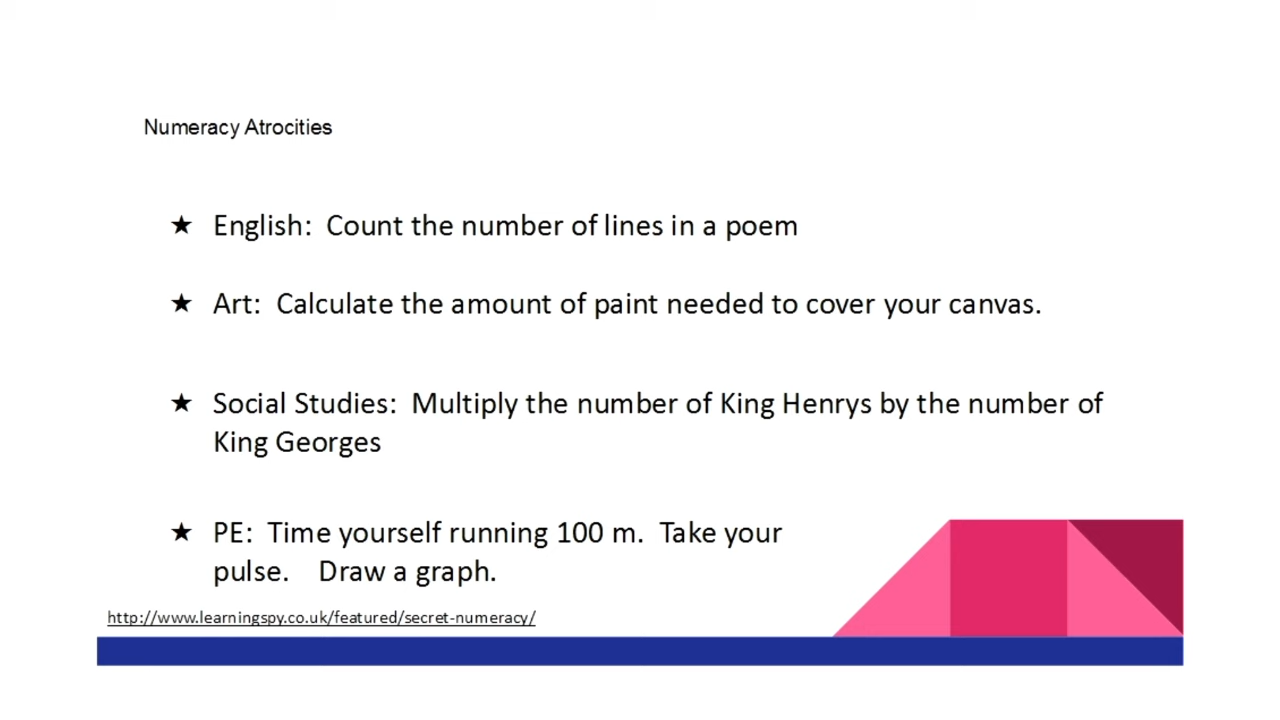 Numeracy Atrocities
★ English: Count the number of lines in a poem
★ Art: Calculate the amount of paint needed to cover your canvas.
★ Social Studies: Multiply the number of King Henrys by the number of
King Georges
★ PE: Time yourself running 100 m. Take your
pulse. Draw a graph.
http://www.learningspy.co.uk/featured/secret-numeracy/